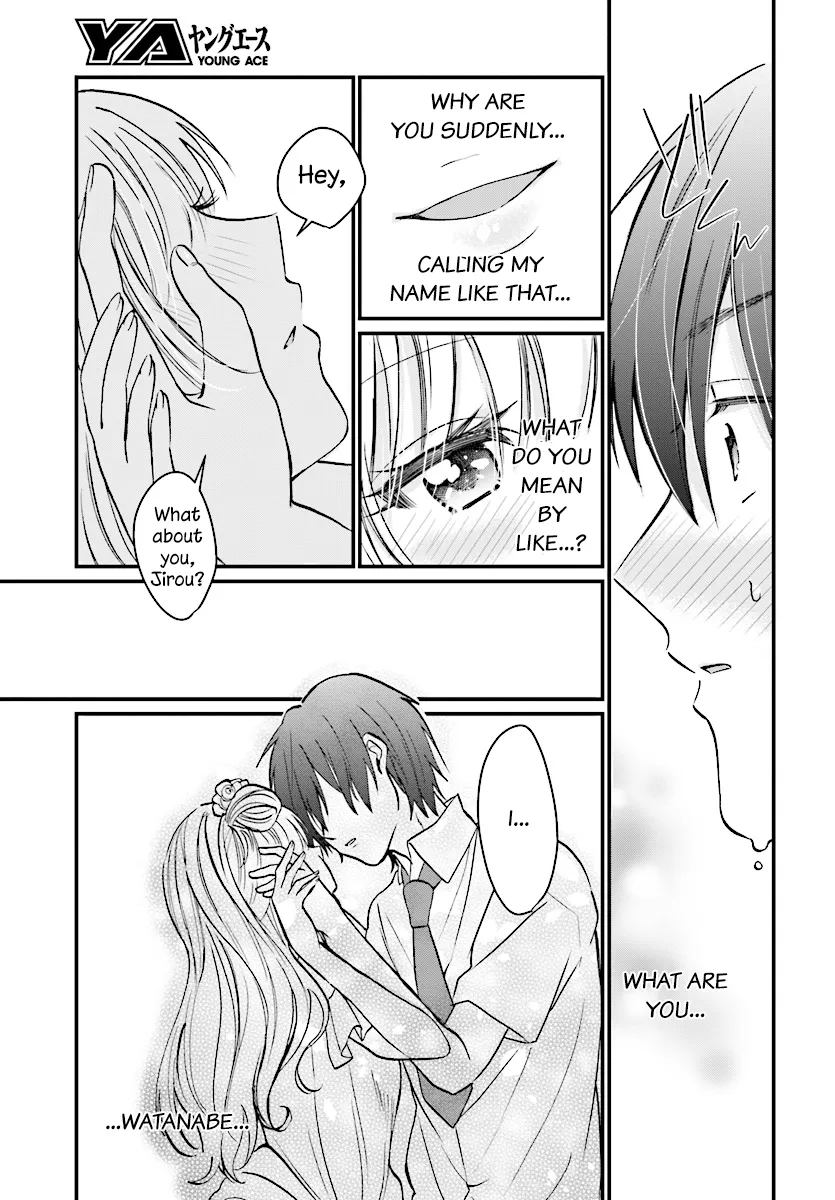 YA ヤングエース
YOUNG ACE
WHAT ARE
YOU...
WHY ARE
YOU SUDDENLY...
CALLING MY
NAME LIKE THAT...
WHAT
DO YOU
MEAN
BY
LIKE...?
Hey,
What
about
you,
Jirou?
I...
...WATANABE...